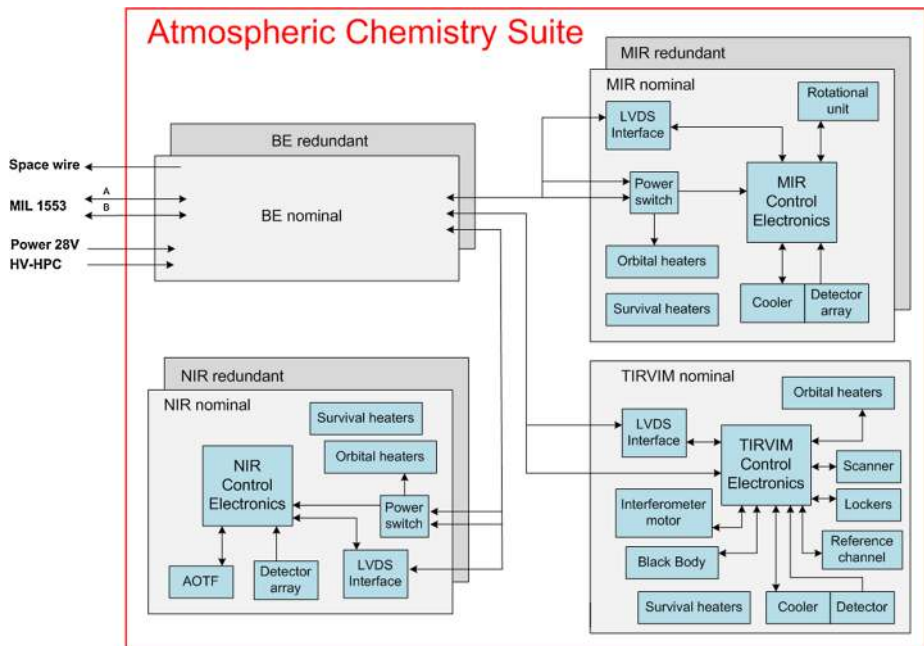 Atmospheric Chemistry Suite
MIR redundant
MIR nominal
LVDS
Interface
Rotational
unit
Power
switch
MIR
Control
Electronics
Orbital heaters
Survival heaters
Cooler
Detector
array
BE redundant
BE nominal
Space wire
MIL 1553
A
B
Power 28V
HV-HPC
NIR redundant
NIR nominal
Survival heaters
Orbital heaters
NIR
Control
Electronics
Power
switch
AOTF
Detector
array
LVDS
Interface
TIRVIM nominal
Orbital heaters
LVDS
Interface
TIRVIM
Control
Electronics
Scanner
Lockers
Interferometer
motor
Reference
channel
Black Body
Survival heaters
Cooler
Detector